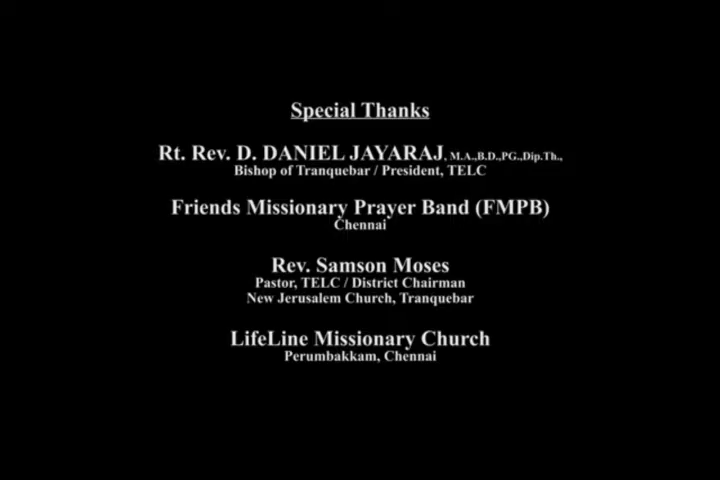 Special Thanks
Rt. Rev. D. DANIEL JAYARAJ, M.A.,B.D.,PG.,Dip.Th.,
Bishop of Tranquebar / President, TELC
Friends Missionary Prayer Band (FMPB)
Chennai
Rev. Samson Moses
Pastor, TELC / District Chairman
New Jerusalem Church, Tranquebar
LifeLine Missionary Church
Perumbakkam, Chennai